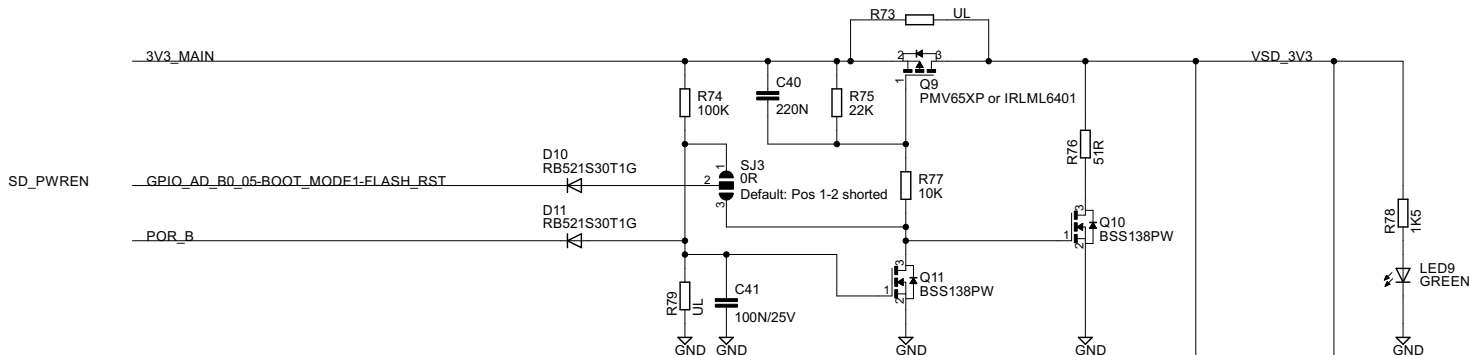 R73 UL
3V3_MAIN
2 3
VSD_3V3
1
Q9
PMV65XP or IRLML6401
R74
100K
C40
220N
R75
22K
R76
51R
D10
RB521S30T1G
SD_PWREN
GPIO_AD_B0_05-BOOT_MODE1-FLASH_RST
1
2
3
SJ3
0R
Default: Pos 1-2 shorted
R77
10K
D11
RB521S30T1G
POR_B
3
1
2
Q10
BSS138PW
R78
1K5
3
1
2
Q11
BSS138PW
R79
UL
C41
100N/25V
LED9
GREEN
GND GND GND GND GND